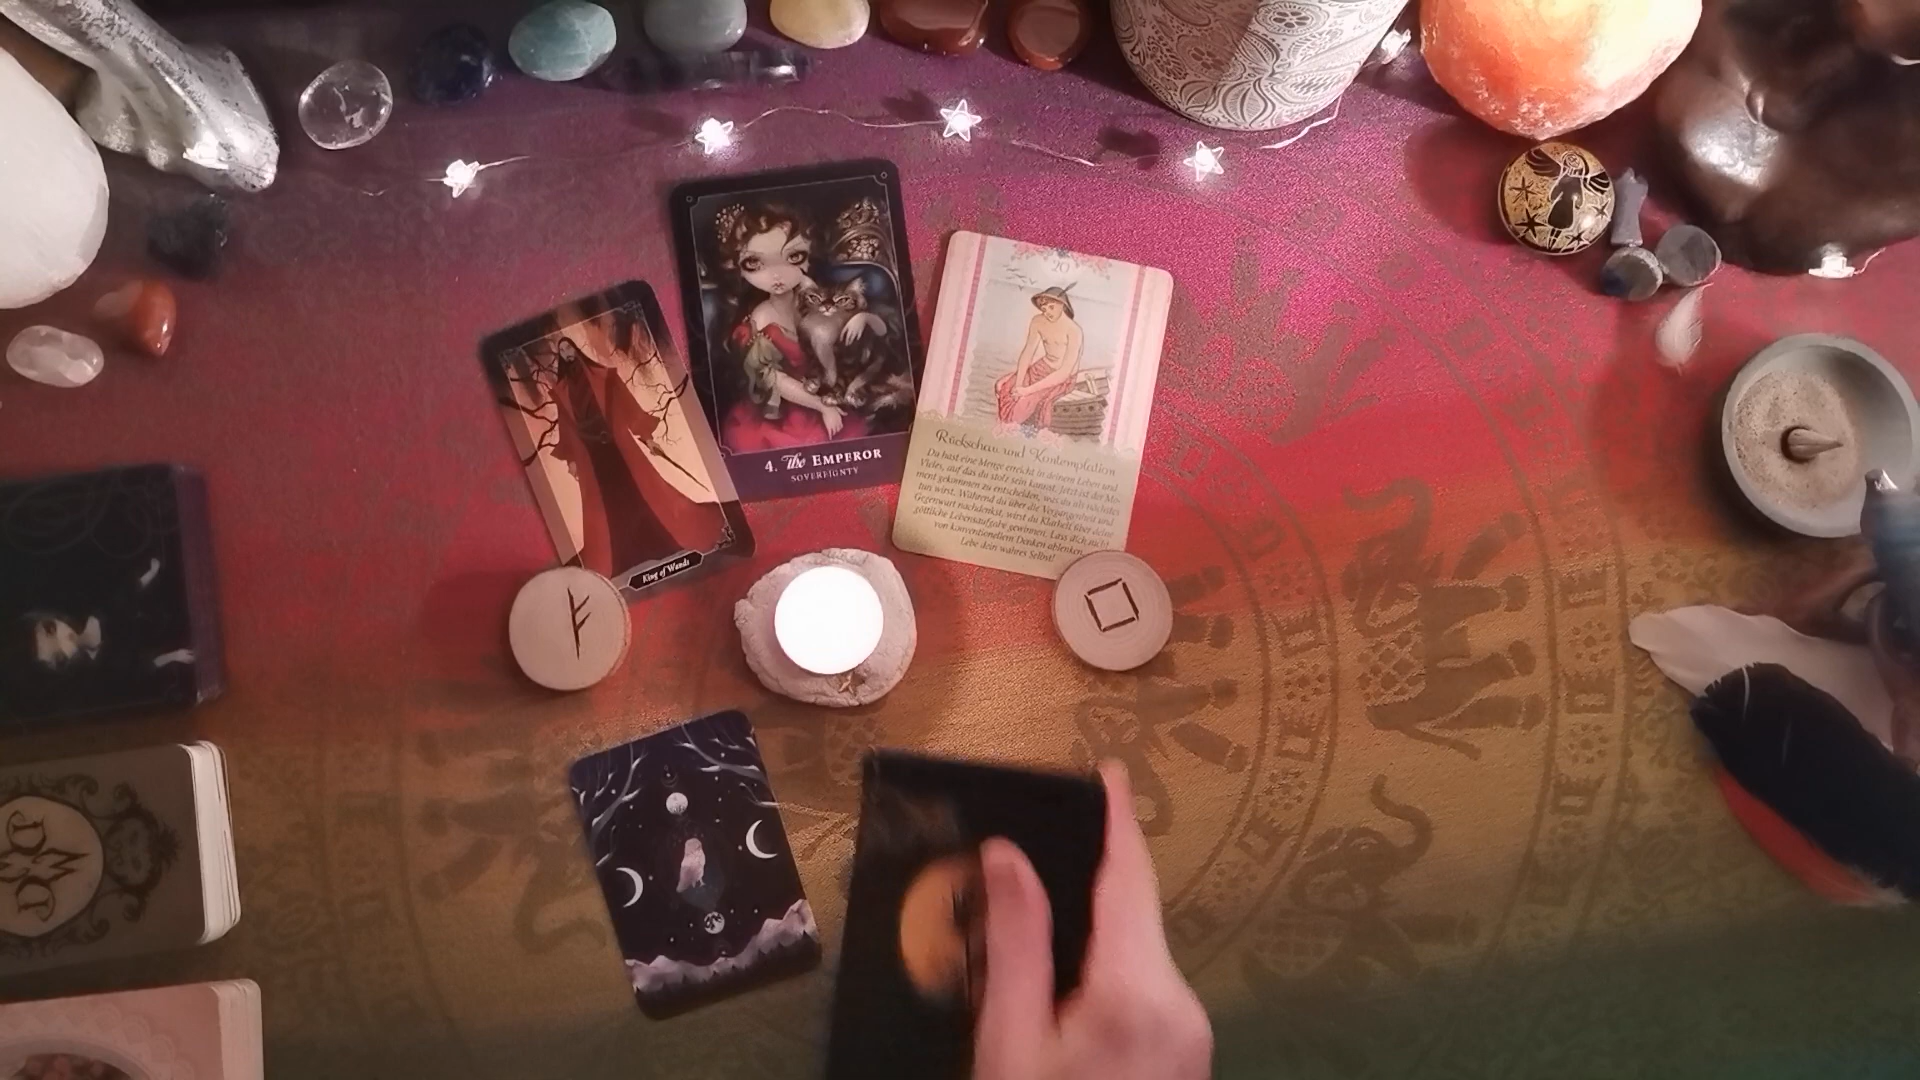 King of Wands
4. The EMPEROR
SOVEREIGNTY
20
Rückschau und Kontemplation
Du hast eine Menge erreicht in deinem Leben und
Vieles, auf das du stolz sein kannst. Jetzt ist der Mo-
ment gekommen zu entscheiden, was du als nächstes
tun wirst. Während du über die Vergangenheit und
Gegenwart nachdenkst, wirst du Klarheit über deine
göttliche Lebensaufgabe gewinnen. Lass dich nicht
von konventionellem Denken ablenken.
Lebe dein wahres Selbst!